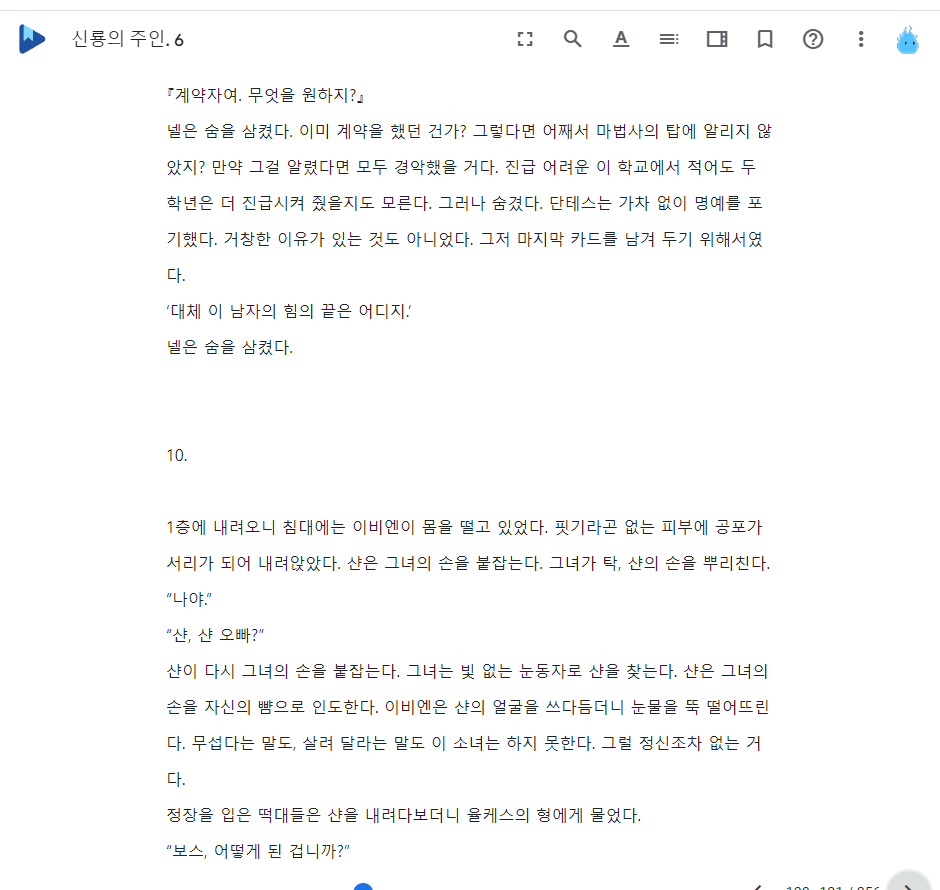 신룡의 주인. 6
『계약자여. 무엇을 원하지?』
넬은 숨을 삼켰다. 이미 계약을 했던 건가? 그렇다면 어째서 마법사의 탑에 알리지 않
았지? 만약 그걸 알렸다면 모두 경악했을 거다. 진급 어려운 이 학교에서 적어도 두
학년은 더 진급시켜 줬을지도 모른다. 그러나 숨겼다. 단테스는 가차 없이 명예를 포
기했다. 거창한 이유가 있는 것도 아니었다. 그저 마지막 카드를 남겨 두기 위해서였
다.
‘대체 이 남자의 힘의 끝은 어디지.’
넬은 숨을 삼켰다.
10.
1층에 내려오니 침대에는 이비엔이 몸을 떨고 있었다. 핏기라곤 없는 피부에 공포가
서리가 되어 내려앉았다. 샨은 그녀의 손을 붙잡는다. 그녀가 탁, 샨의 손을 뿌리친다.
“나야.”
“샨, 샨 오빠?”
샨이 다시 그녀의 손을 붙잡는다. 그녀는 빛 없는 눈동자로 샨을 찾는다. 샨은 그녀의
손을 자신의 뺨으로 인도한다. 이비엔은 샨의 얼굴을 쓰다듬더니 눈물을 뚝 떨어뜨린
다. 무섭다는 말도, 살려 달라는 말도 이 소녀는 하지 못한다. 그럴 정신조차 없는 거
다.
정장을 입은 떡대들은 샨을 내려다보더니 율케스의 형에게 물었다.
“보스, 어떻게 된 겁니까?”